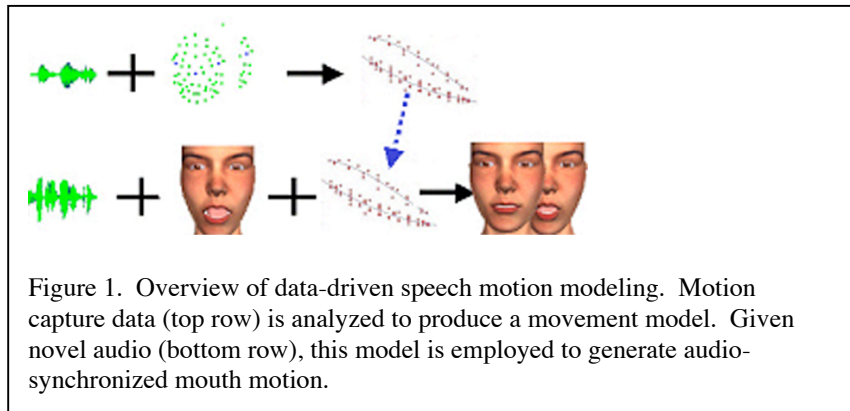 Figure 1.  Overview of data-driven speech motion modeling.  Motion
capture data (top row) is analyzed to produce a movement model.  Given
novel audio (bottom row), this model is employed to generate audio-
synchronized mouth motion.